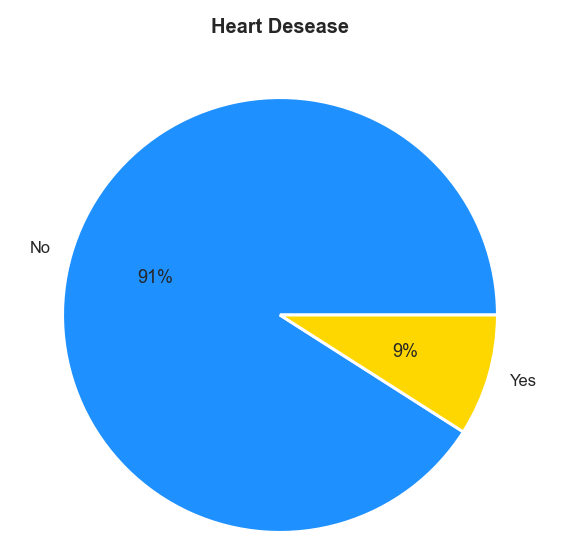 Heart Desease
No
91%
9%
Yes